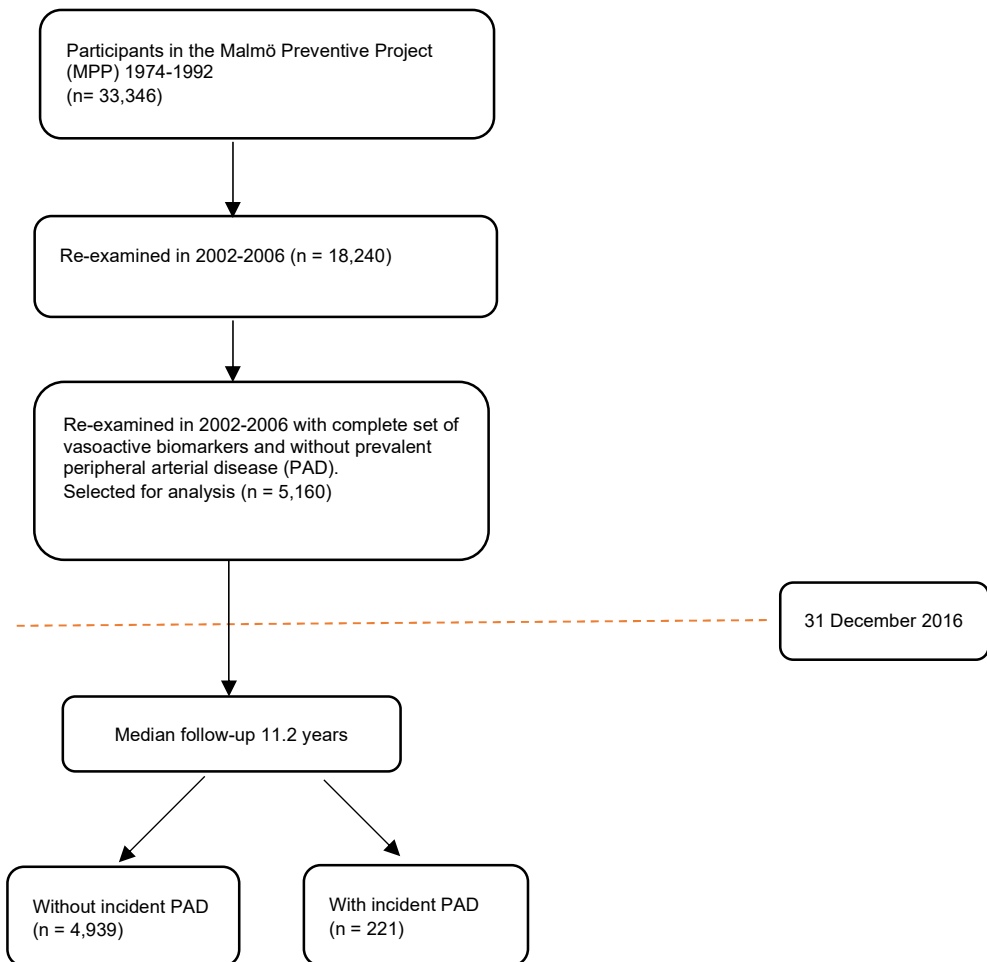 Participants in the Malmö Preventive Project
(MPP) 1974-1992
(n= 33,346)
Re-examined in 2002-2006 (n = 18,240)
Re-examined in 2002-2006 with complete set of
vasoactive biomarkers and without prevalent
peripheral arterial disease (PAD).
Selected for analysis (n = 5,160)
31 December 2016
Median follow-up 11.2 years
Without incident PAD
(n = 4,939)
With incident PAD
(n = 221)